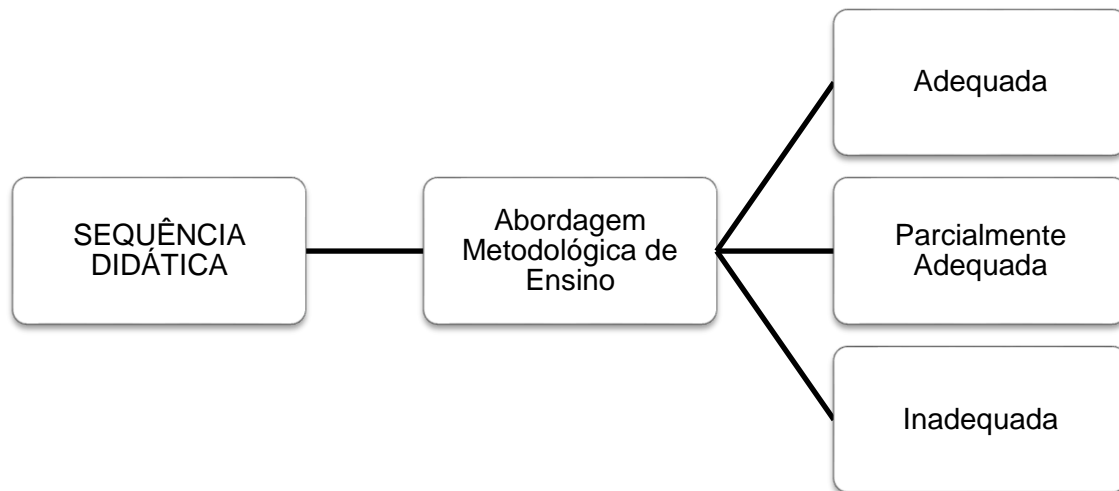 SEQUÊNCIA
DIDÁTICA
Abordagem
Metodológica de
Ensino
Adequada
Parcialmente
Adequada
Inadequada